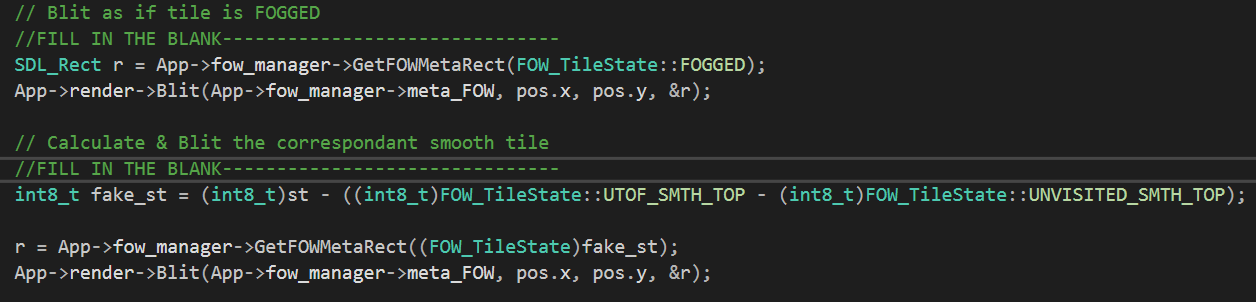 // Blit as if tile is FOGGED
//FILL IN THE BLANK-------------------------------
SDL_Rect r = App->fow_manager->GetFOWMetaRect(FOW_TileState::FOGGED);
App->render->Blit(App->fow_manager->meta_FOW, pos.x, pos.y, &r);
// Calculate & Blit the correspondant smooth tile
//FILL IN THE BLANK-------------------------------
int8_t fake_st = (int8_t)st - ((int8_t)FOW_TileState::UTOF_SMTH_TOP - (int8_t)FOW_TileState::UNVISITED_SMTH_TOP);
r = App->fow_manager->GetFOWMetaRect((FOW_TileState)fake_st);
App->render->Blit(App->fow_manager->meta_FOW, pos.x, pos.y, &r);